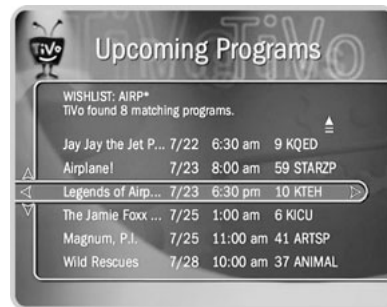 TiVo
Upcoming Programs
WISHLIST: AIRP*
TiVo found 8 matching programs.
Jay Jay the Jet P... 7/22 6:30 am 9 KQED
Airplane! 7/23 8:00 am 59 STARZP
Legends of Airp... 7/23 6:30 pm 10 KTEH
The Jamie Foxx ... 7/25 1:00 am 6 KICU
Magnum, P.I. 7/25 11:00 am 41 ARTSP
Wild Rescues 7/28 10:00 am 37 ANIMAL